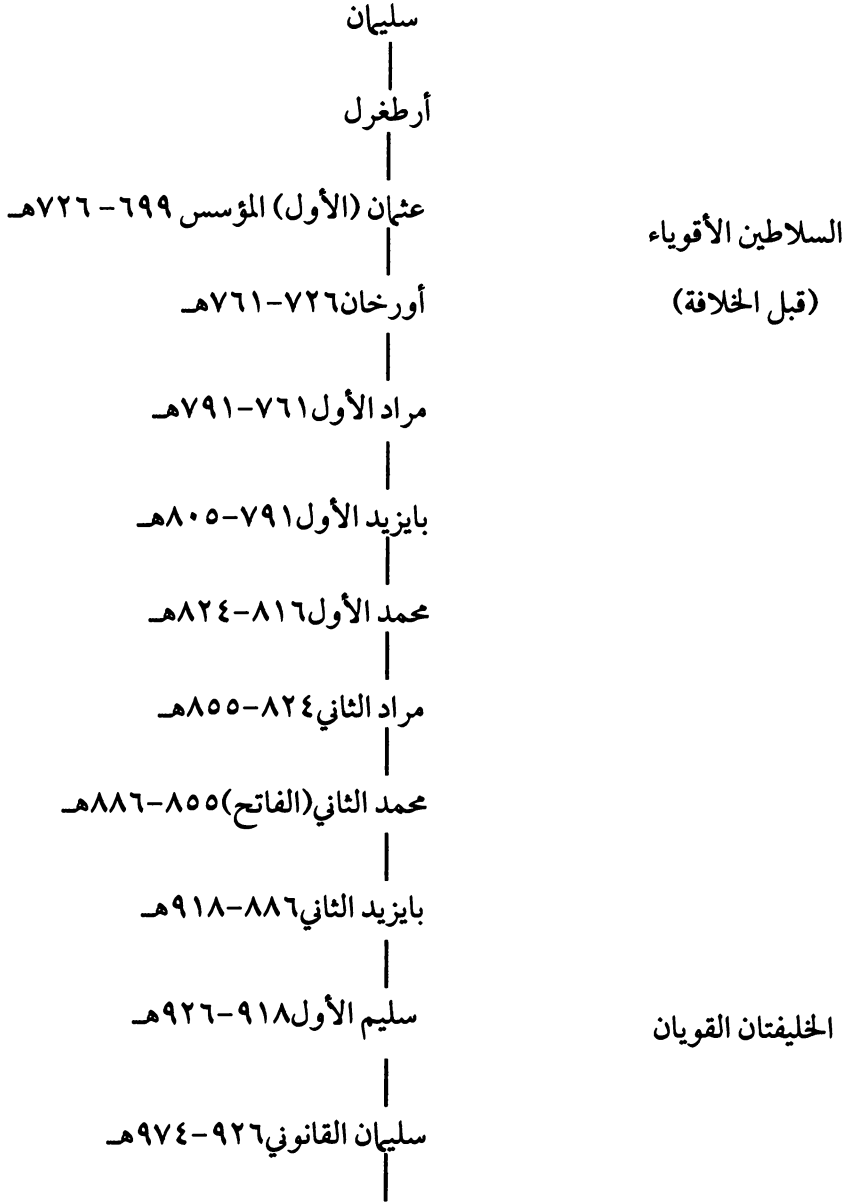 سليمان
أرطغرل
عثمان (الأول) المؤسس ٦٩٩- ٧٢٦هـ
السلاطين الأقوياء
(قبل الخلافة)
أورخان٧٢٦-٧٦١هـ
مراد الأول٧٦١-٧٩١هـ
بايزيد الأول٧٩١-٨٠٥هـ
محمد الأول٨١٦-٨٢٤هـ
مراد الثاني٨٢٤-٨٥٥هـ
محمد الثاني(الفاتح)٨٥٥-٨٨٦هـ
بايزيد الثاني٨٨٦-٩١٨هـ
سليم الأول٩١٨-٩٢٦هـ
الخليفتان القويان
سليمان القانوني٩٢٦-٩٧٤هـ